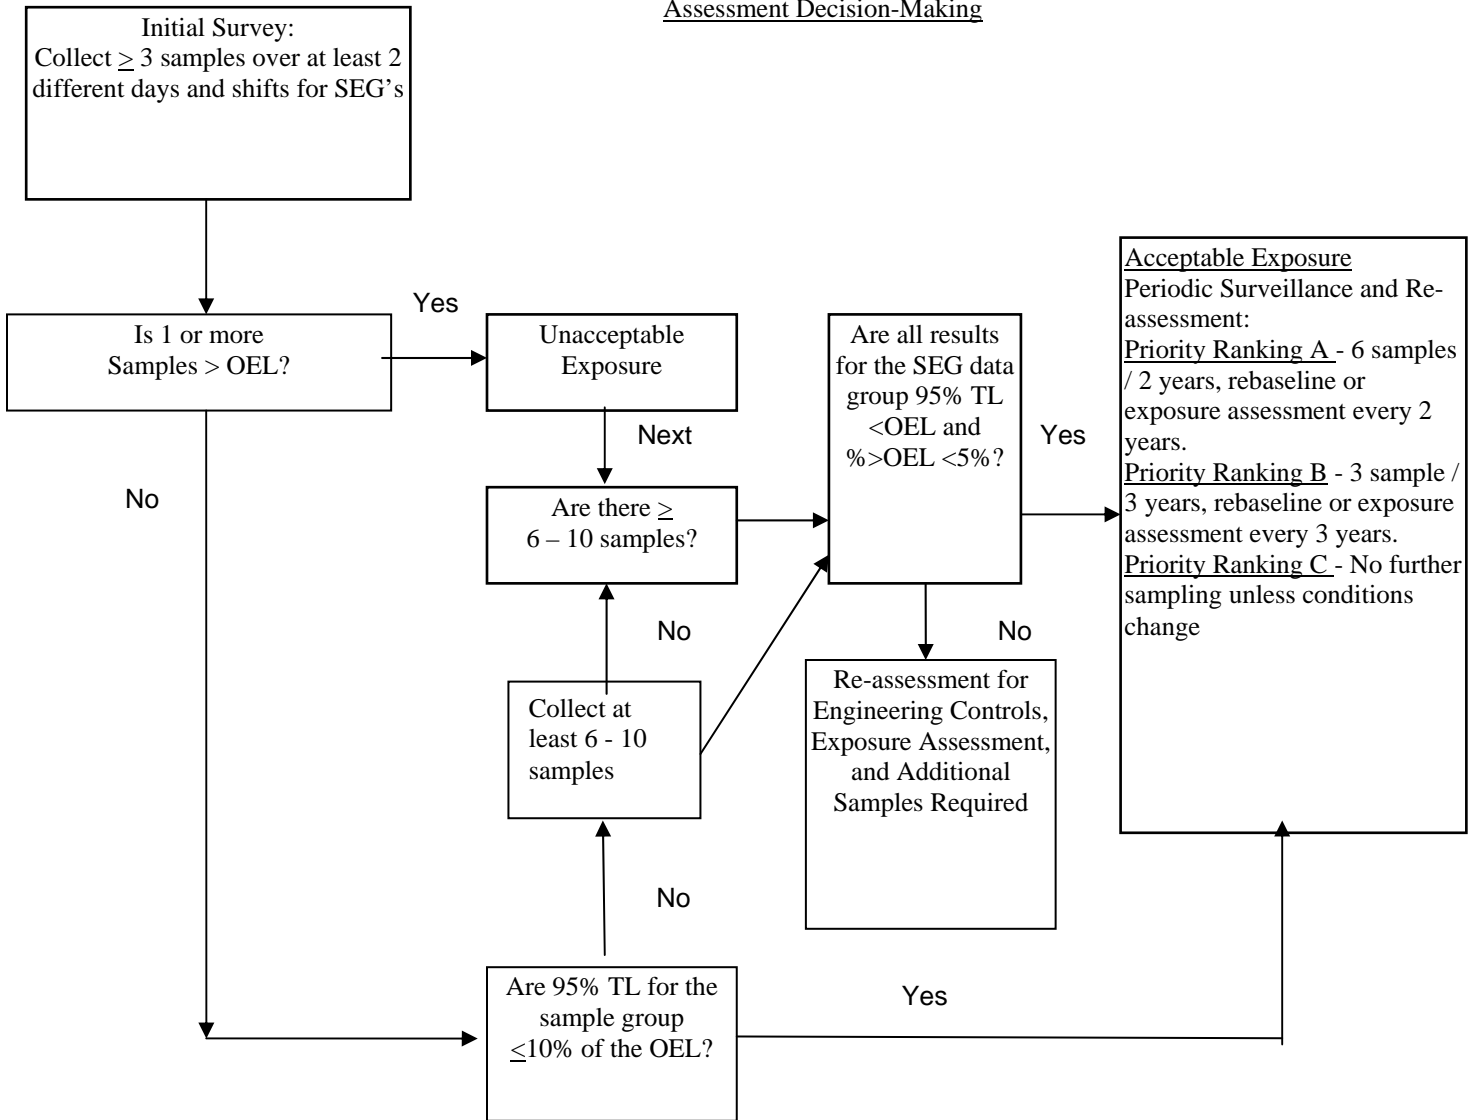 Assessment Decision-Making
Initial Survey:
Collect ≥ 3 samples over at least 2
different days and shifts for SEG's
Is 1 or more
Samples > OEL?
Yes
No
Unacceptable
Exposure
Next
Are there ≥
6 – 10 samples?
No
Collect at
least 6 - 10
samples
No
Are 95% TL for the
sample group
≤10% of the OEL?
Yes
Are all results
for the SEG data
group 95% TL
<OEL and
%>OEL <5%?
Yes
No
Re-assessment for
Engineering Controls,
Exposure Assessment,
and Additional
Samples Required
Acceptable Exposure
Periodic Surveillance and Re-
assessment:
Priority Ranking A - 6 samples
/ 2 years, rebaseline or
exposure assessment every 2
years.
Priority Ranking B - 3 sample /
3 years, rebaseline or exposure
assessment every 3 years.
Priority Ranking C - No further
sampling unless conditions
change